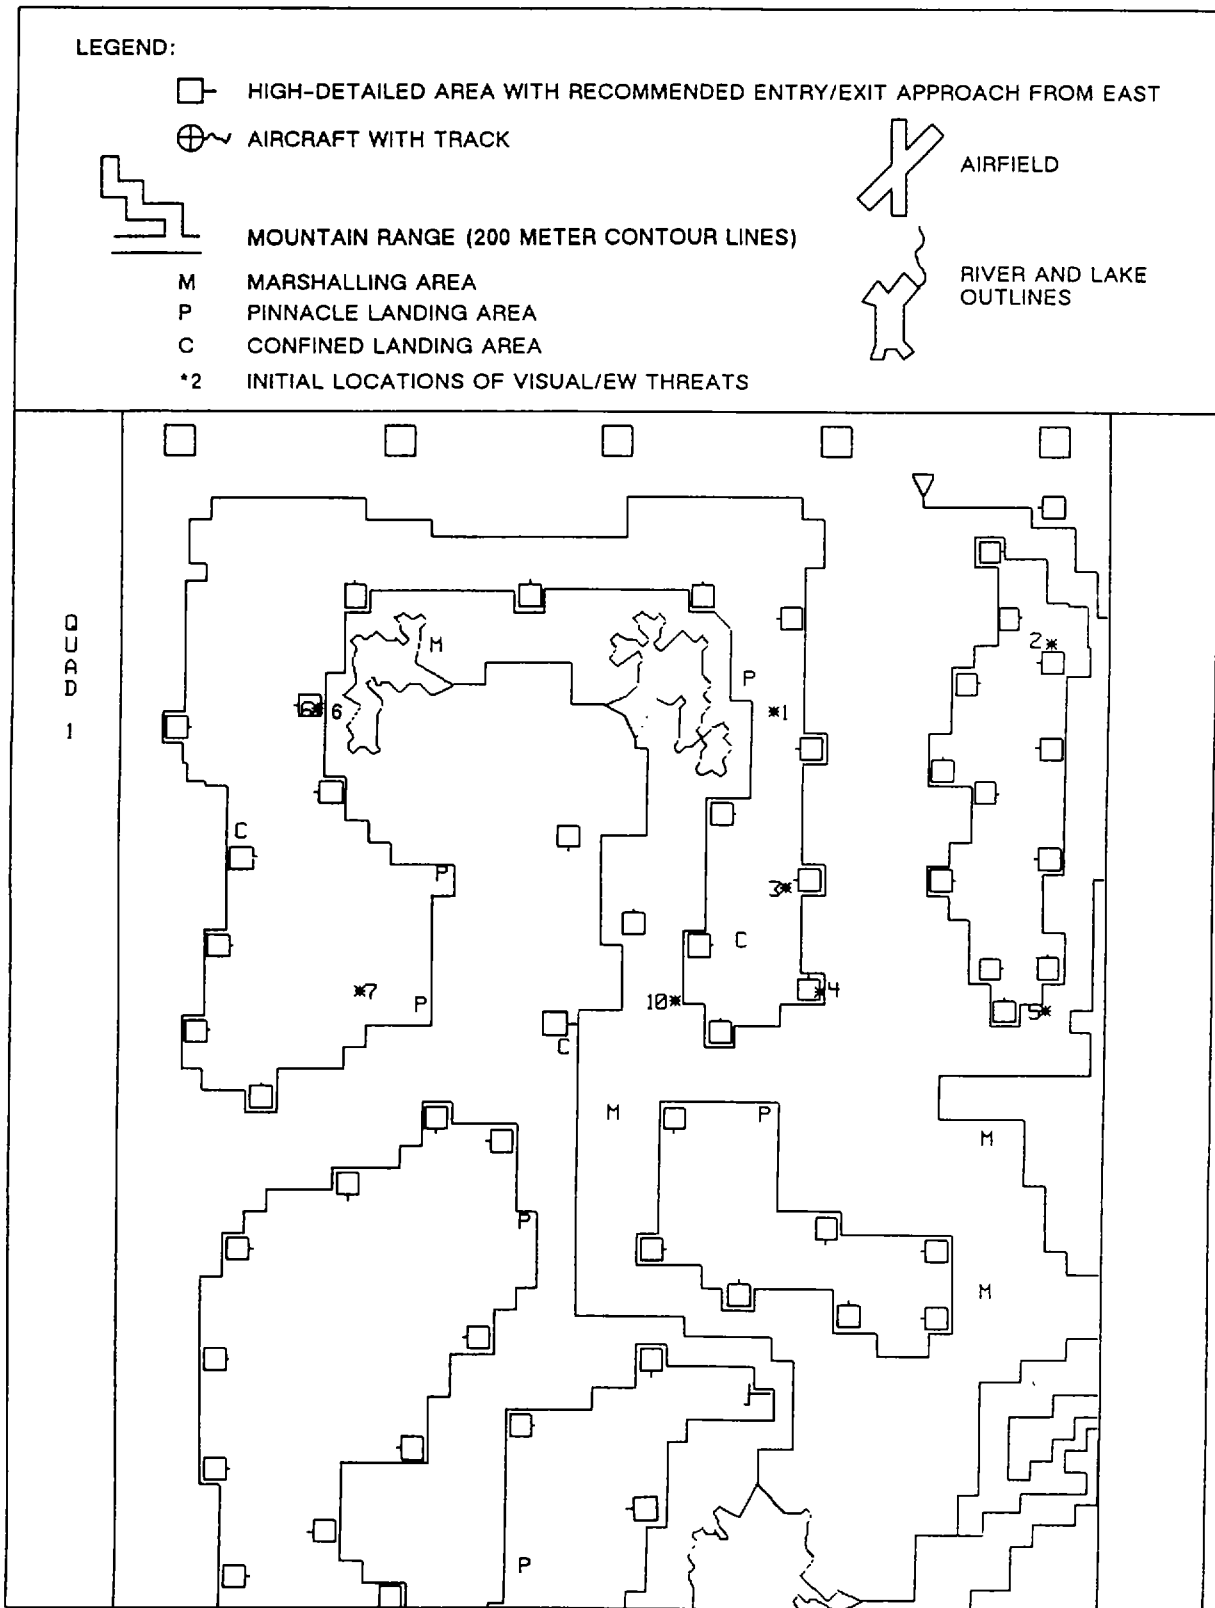 LEGEND:
HIGH-DETAILED AREA WITH RECOMMENDED ENTRY/EXIT APPROACH FROM EAST
AIRCRAFT WITH TRACK
AIRFIELD
MOUNTAIN RANGE (200 METER CONTOUR LINES)
M MARSHALLING AREA
RIVER AND LAKE
OUTLINES
P PINNACLE LANDING AREA
C CONFINED LANDING AREA
*2 INITIAL LOCATIONS OF VISUAL/EW THREATS
QUAD 1
M
2*
P
*6
*1
C
P
3*
C
*7
P
10*
*4
5*
C
M
P
M
P
M
P